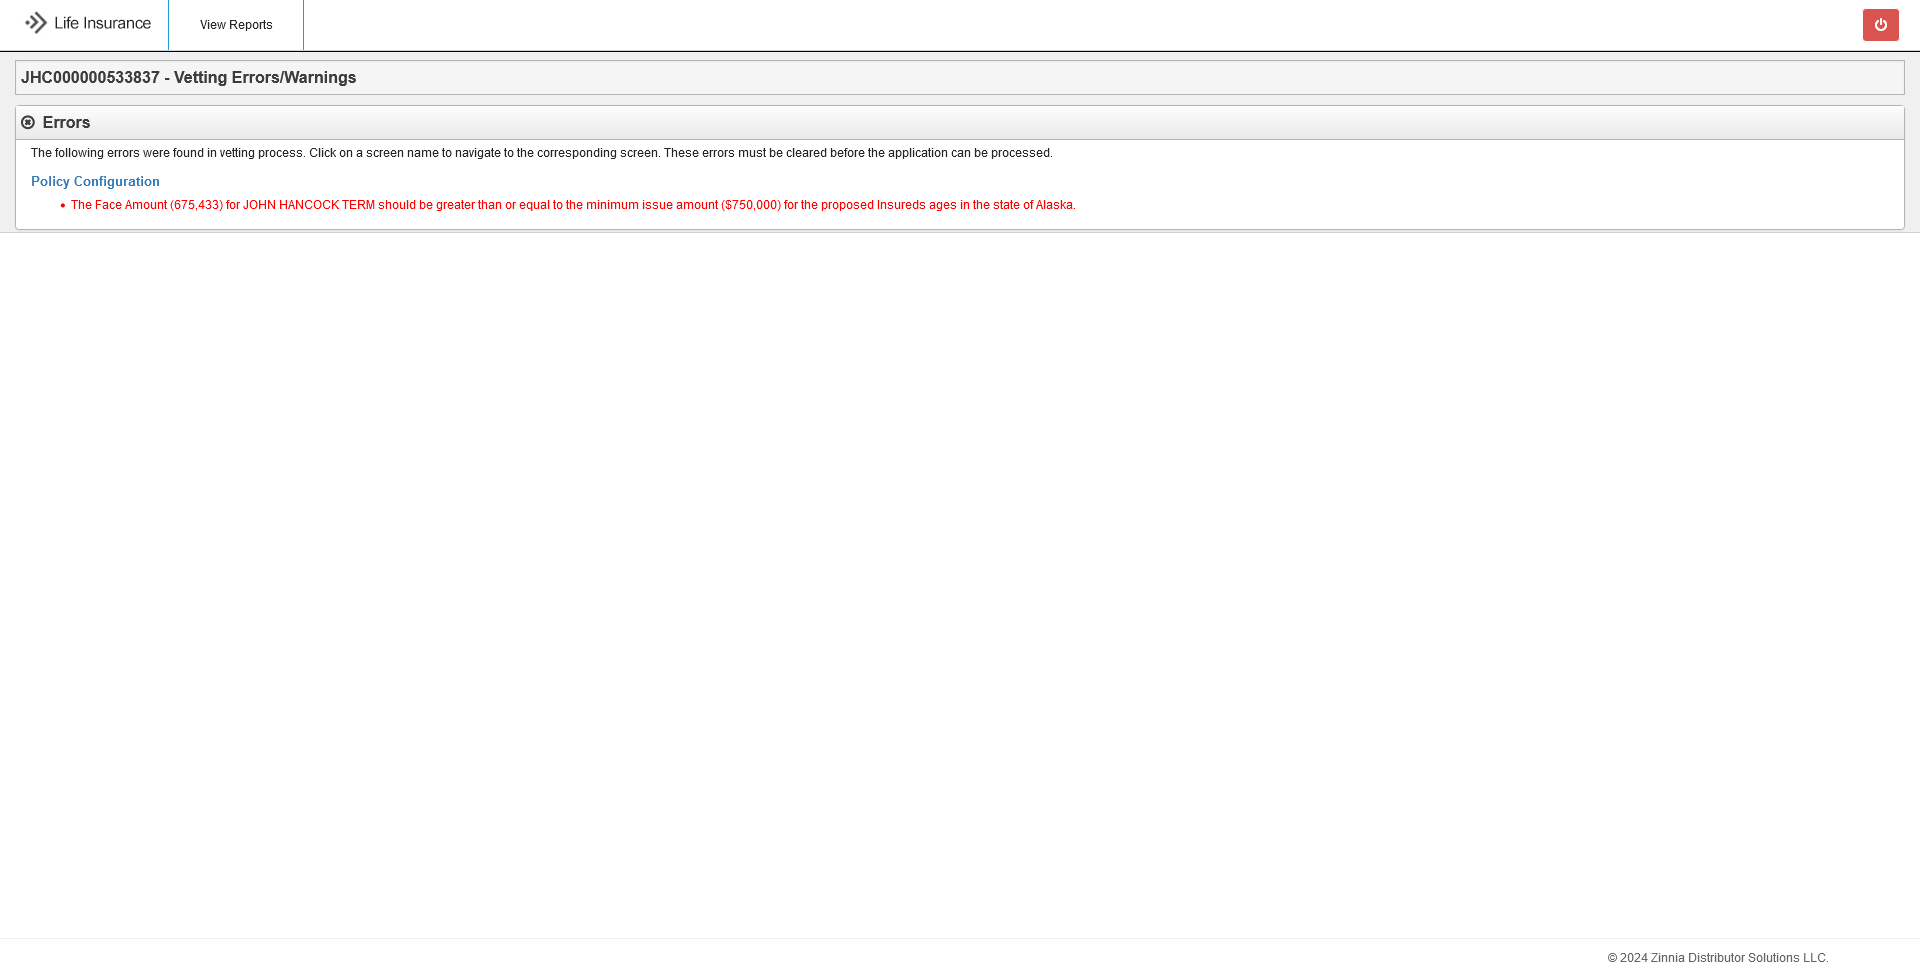 Life Insurance
View Reports
JHC000000533837 - Vetting Errors/Warnings
Errors
The following errors were found in vetting process. Click on a screen name to navigate to the corresponding screen. These errors must be cleared before the application can be processed.
Policy Configuration
• The Face Amount (675,433) for JOHN HANCOCK TERM should be greater than or equal to the minimum issue amount ($750,000) for the proposed Insureds ages in the state of Alaska.
© 2024 Zinnia Distributor Solutions LLC.